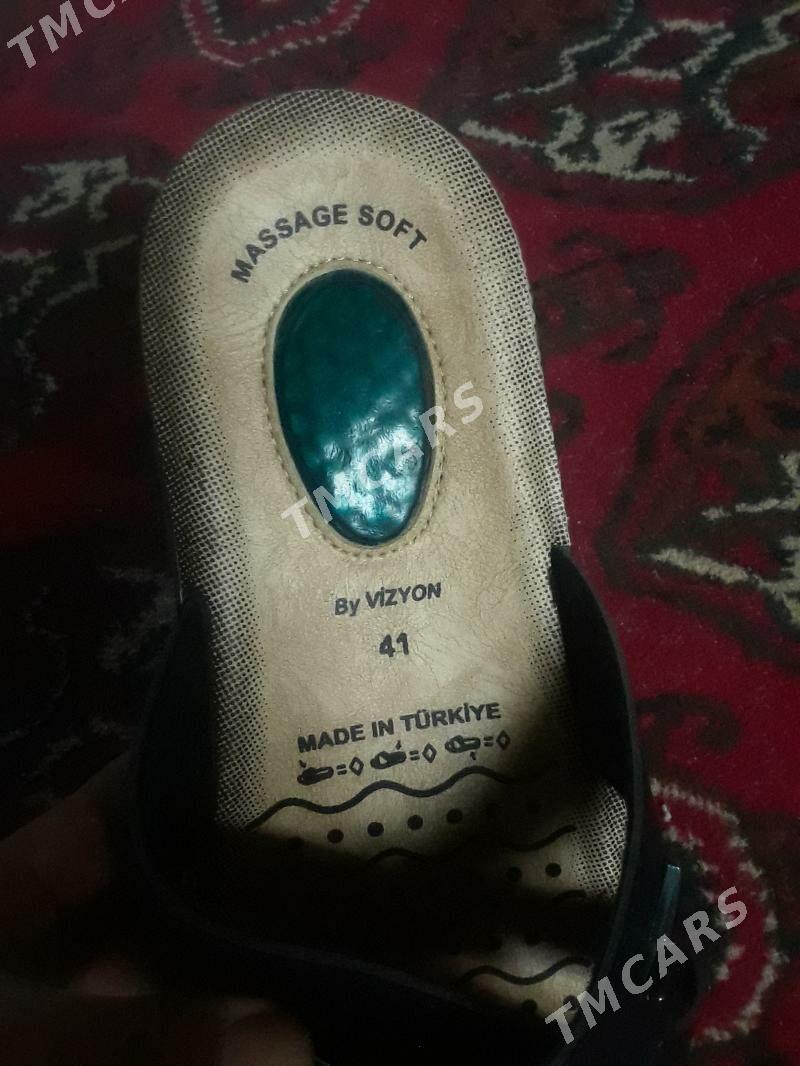 TMCARS
MASSAGE SOFT
TMCARS
By VİZYON
41
MADE IN TÜRKİYE
TMCARS